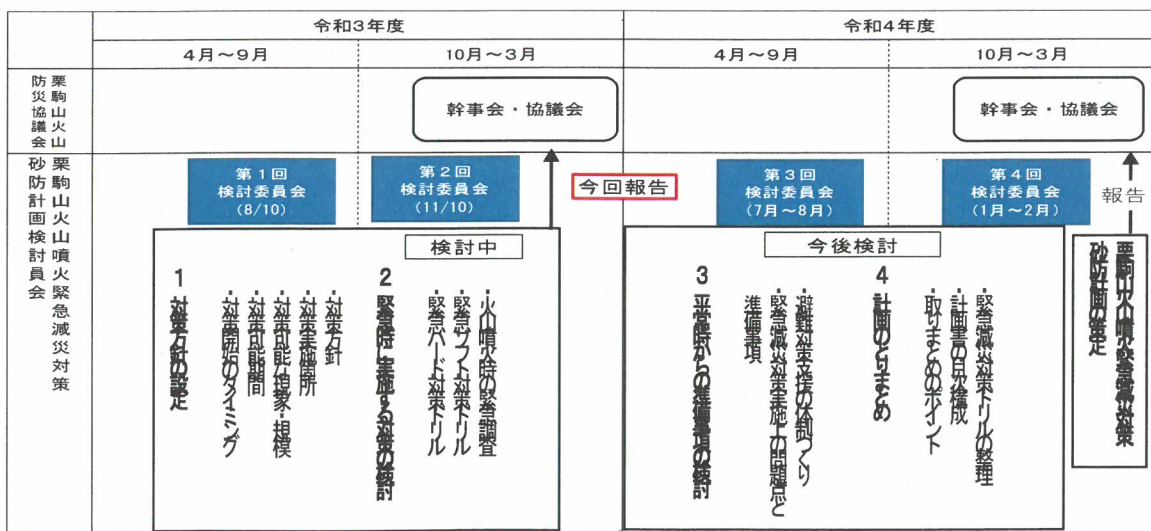 令和3年度
令和4年度
4月~9月
10月~3月
4月~9月
10月~3月
栗駒山火山
防災協議会
幹事会・協議会
幹事会・協議会
栗駒山火山噴火緊急減災対策
砂防計画検討員会
第1回
検討委員会
(8/10)
第2回
検討委員会
(11/10)
今回報告
第3回
検討委員会
(7月~8月)
第4回
検討委員会
(1月~2月)
報告
検討中
1 対策方針の設定
・対策方針
・対策実施箇所
・対策可能な現象・規模
・対策可能期間
・対策開始のタイミング
2 緊急時に実施する対策の検討
・火山噴火時の緊急調査
・緊急ソフト対策ドリル
・緊急ハード対策ドリル
今後検討
3 平常時からの準備事項の検討
・避難対策支援の体制づくり
・緊急減災対策実施上の問題点と
準備事項
4 計画のとりまとめ
・緊急減災対策ドリルの整理
・計画書の目次構成
・取りまとめのポイント
栗駒山火山噴火緊急減災対策
砂防計画の策定